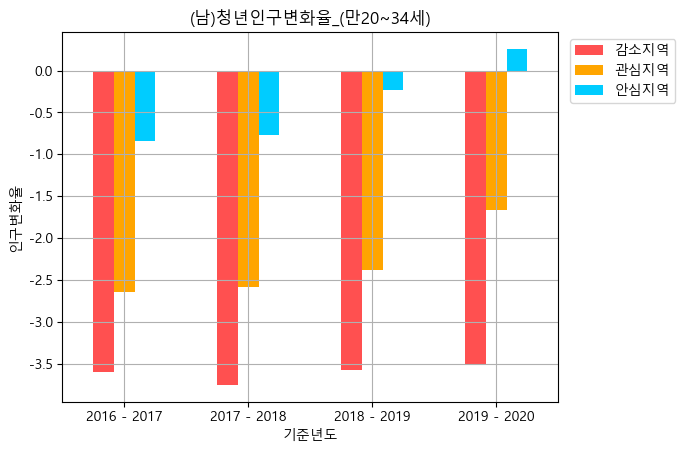 (남)청년인구변화율_(만20~34세)
감소지역
관심지역
안심지역
0.0
-0.5
-1.0
-1.5
-2.0
-2.5
-3.0
-3.5
인구변화율
2016 - 2017
2017 - 2018
2018 - 2019
2019 - 2020
기준년도